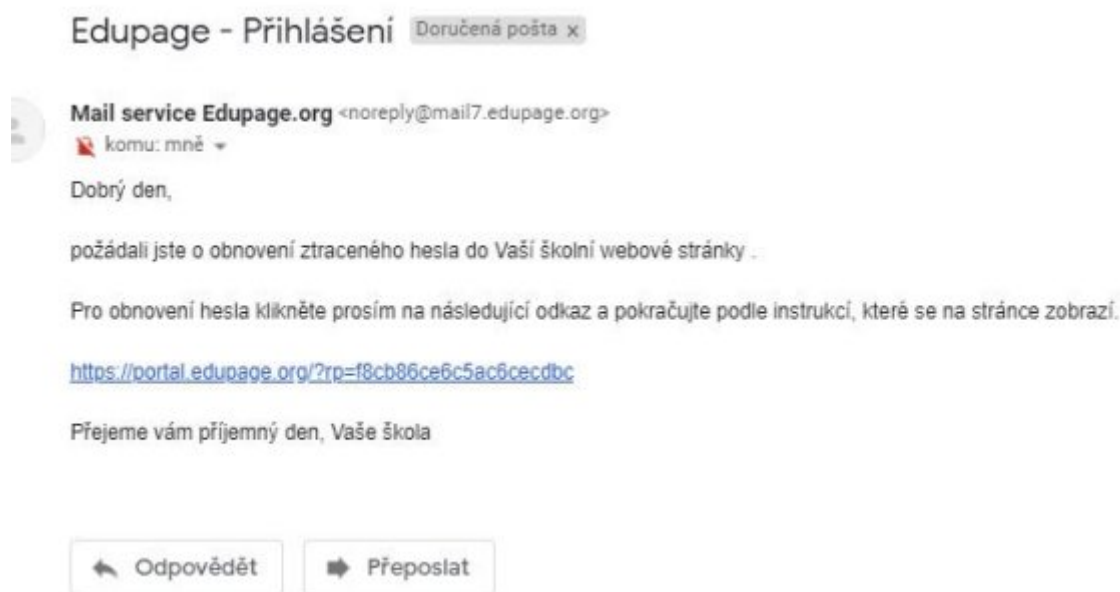 Edupage - Přihlášení Doručená pošta x
Mail service Edupage.org <noreply@mail7.edupage.org>
komu: mně
Dobrý den,
požádali jste o obnovení ztraceného hesla do Vaší školní webové stránky .
Pro obnovení hesla klikněte prosím na následující odkaz a pokračujte podle instrukcí, které se na stránce zobrazí.
https://portal.edupage.org/?rp=f8cb86ce6c5ac6cecdbc
Přejeme vám příjemný den, Vaše škola
Odpovědět Přeposlat